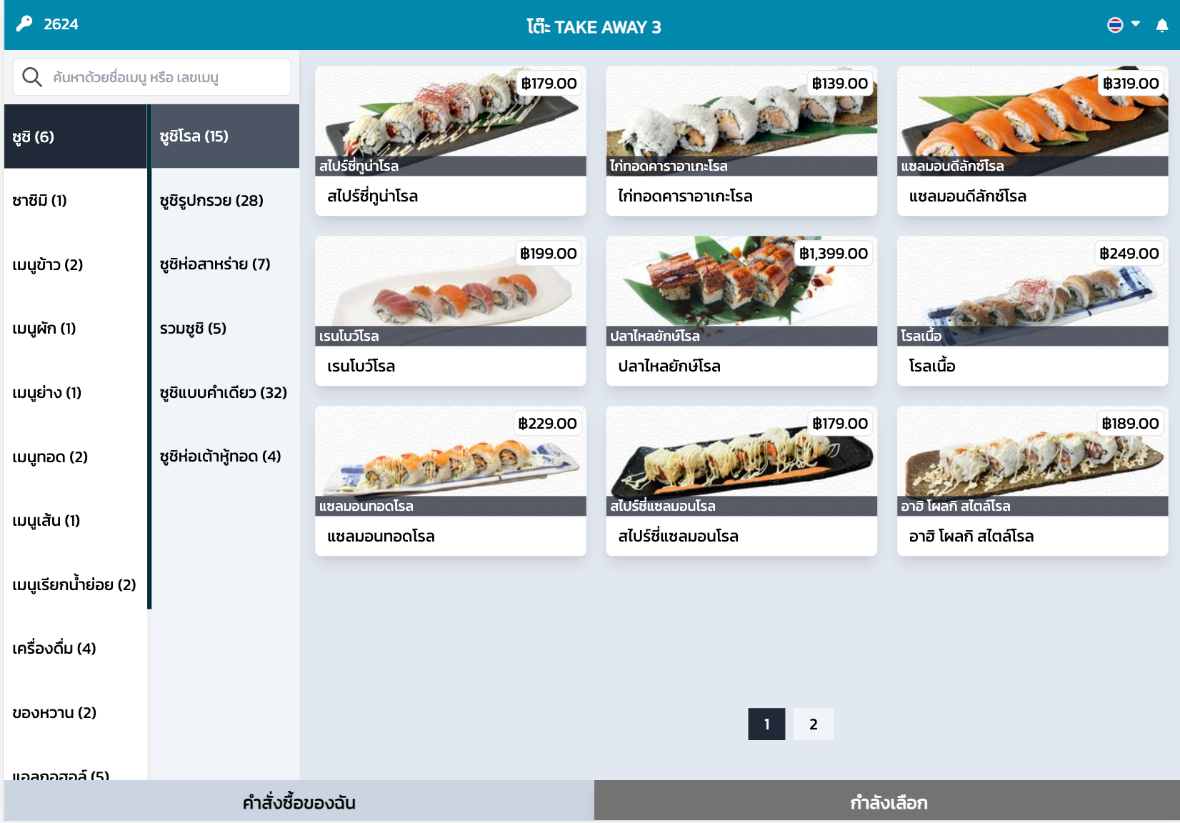 2624
โต๊ะ TAKE AWAY 3
ค้นหาด้วยชื่อเมนู หรือ เลขเมนู
ซูชิ (6)
ซาซิมิ (1)
เมนูข้าว (2)
เมนูผัก (1)
เมนูย่าง (1)
เมนูทอด (2)
เมนูเส้น (1)
เมนูเรียกน้ำย่อย (2)
เครื่องดื่ม (4)
ของหวาน (2)
แอลกอฮอล์ (5)
ซูชิโรล (15)
ซูชิรูปกรวย (28)
ซูชิห่อสาหร่าย (7)
รวมซูชิ (5)
ซูชิแบบคำเดียว (32)
ซูชิห่อเต้าหู้ทอด (4)
฿179.00
สไปร์ซี่ทูน่าโรล
สไปร์ซี่ทูน่าโรล
฿139.00
ไก่ทอดคาราอาเกะโรล
ไก่ทอดคาราอาเกะโรล
฿319.00
แซลมอนดีลักซ์โรล
แซลมอนดีลักซ์โรล
฿199.00
เรนโบว์โรล
เรนโบว์โรล
฿1,399.00
ปลาไหลยักษ์โรล
ปลาไหลยักษ์โรล
฿249.00
โรลเนื้อ
โรลเนื้อ
฿229.00
แซลมอนทอดโรล
แซลมอนทอดโรล
฿179.00
สไปร์ซี่แซลมอนโรล
สไปร์ซี่แซลมอนโรล
฿189.00
อาฮิ โผลกิ สไตล์โรล
อาฮิ โผลกิ สไตล์โรล
1
2
คำสั่งซื้อของฉัน
กำลังเลือก